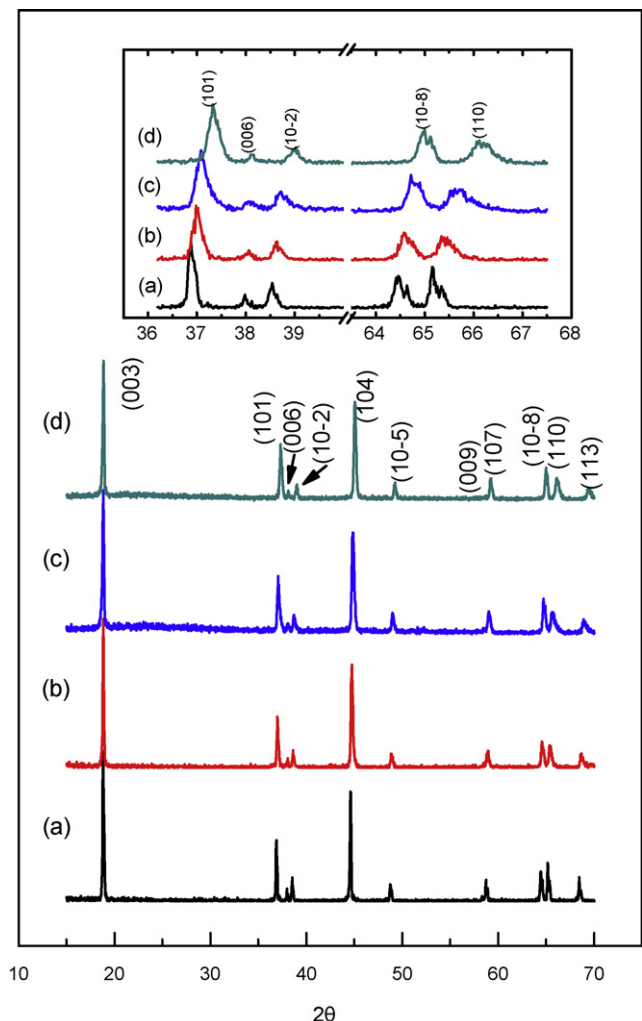 (101)
(006)
(10-2)
(10-8)
(110)
(d)
(c)
(b)
(a)
36 37 38 39 64 65 66 67 68
(003)
(101)
(006)
(10-2)
(104)
(10-5)
(009)
(107)
(10-8)
(110)
(113)
(d)
(c)
(b)
(a)
10 20 30 40 50 60 70
2θ